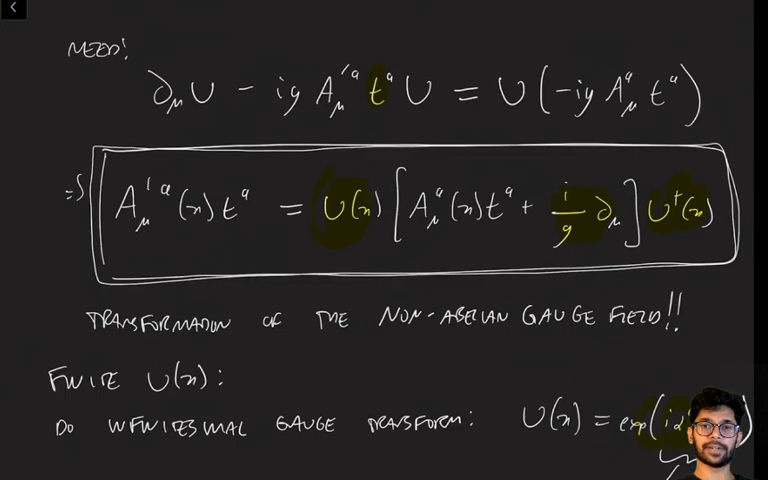 NEED!
∂_μ U - ig A'^a_μ t^a U = U(-ig A^a_μ t^a)
⇒ A'^a_μ(x) t^a = U(x) [A^a_μ(x) t^a + i/g ∂_μ] U†(x)
TRANSFORMATION OF THE NON-ABELIAN GAUGE FIELD!!
FINITE U(x):
DO INFINITESIMAL GAUGE TRANSFORM: U(x) = exp(iα